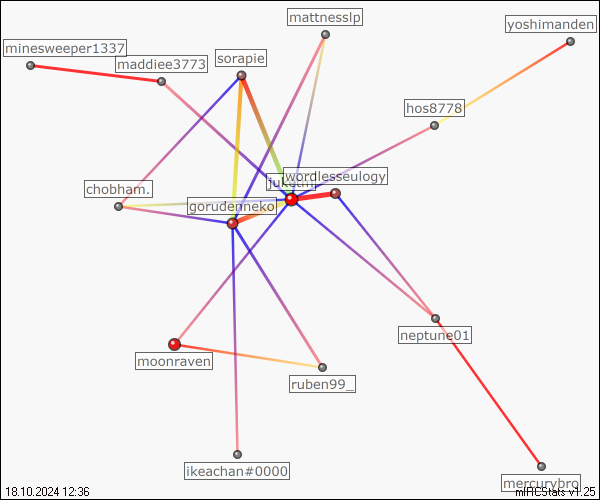 mattnesslp
yoshimanden
minesweeper1337
sorapie
maddiee3773
hos8778
wordlesseulogy
chobham.
gorudenneko
neptune01
moonraven
ruben99_
ikeachan#0000
mercurybro
18.10.2024 12:36
mIRCStats v1.25